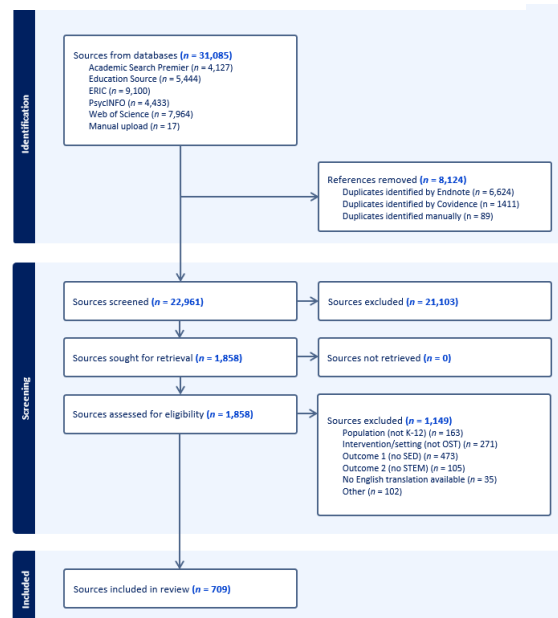 Identification
Sources from databases (n = 31,085)
Academic Search Premier (n = 4,127)
Education Source (n = 5,444)
ERIC (n = 9,100)
PsycINFO (n = 4,433)
Web of Science (n = 7,964)
Manual upload (n = 17)
References removed (n = 8,124)
Duplicates identified by Endnote (n = 6,624)
Duplicates identified by Covidence (n = 1411)
Duplicates identified manually (n = 89)
Screening
Sources screened (n = 22,961)
Sources excluded (n = 21,103)
Sources sought for retrieval (n = 1,858)
Sources not retrieved (n = 0)
Sources assessed for eligibility (n = 1,858)
Sources excluded (n = 1,149)
Population (not K-12) (n = 163)
Intervention/setting (not OST) (n = 271)
Outcome 1 (no SED) (n = 473)
Outcome 2 (no STEM) (n = 105)
No English translation available (n = 35)
Other (n = 102)
Included
Sources included in review (n = 709)